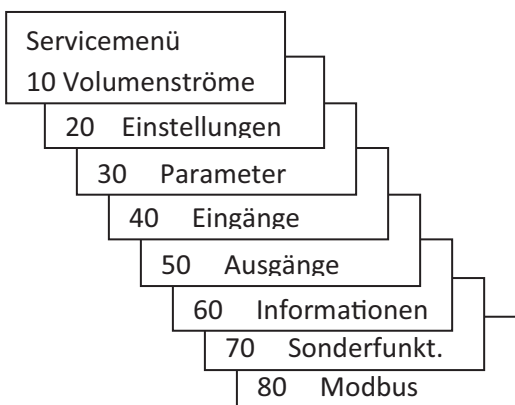 Servicemenü
10 Volumenströme
20 Einstellungen
30 Parameter
40 Eingänge
50 Ausgänge
60 Informationen
70 Sonderfunkt.
80 Modbus